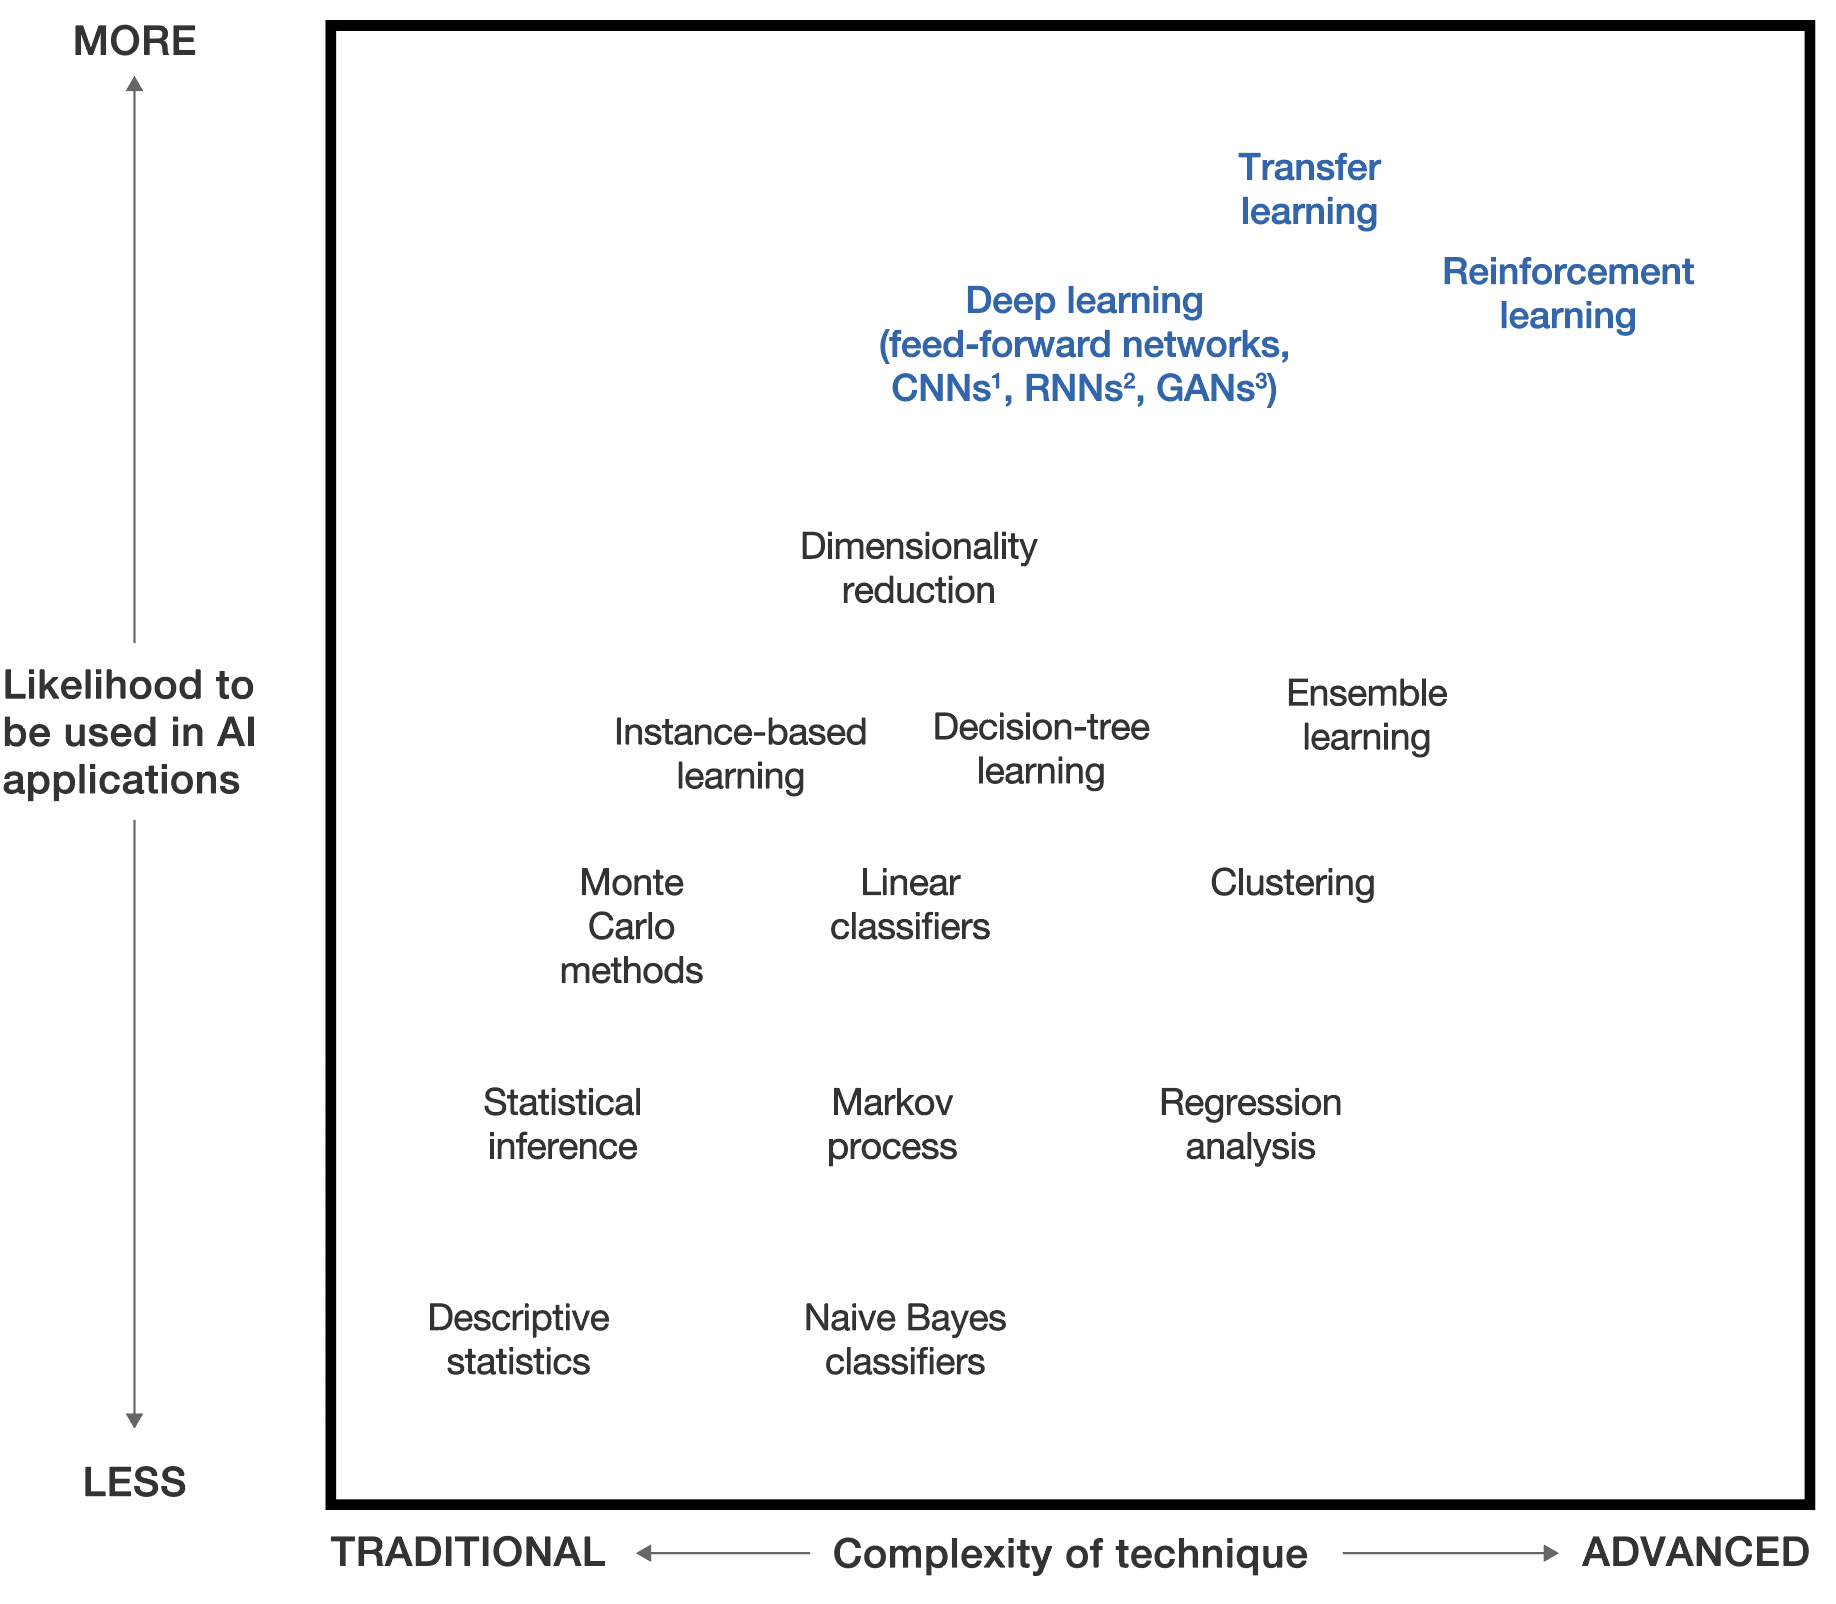 MORE
Likelihood to
be used in AI
applications
LESS
Transfer
learning
Reinforcement
learning
Deep learning
(feed-forward networks,
CNNs¹, RNNs², GANs³)
Dimensionality
reduction
Ensemble
learning
Instance-based
learning
Decision-tree
learning
Monte
Carlo
methods
Linear
classifiers
Clustering
Statistical
inference
Markov
process
Regression
analysis
Descriptive
statistics
Naive Bayes
classifiers
TRADITIONAL
Complexity of technique
ADVANCED